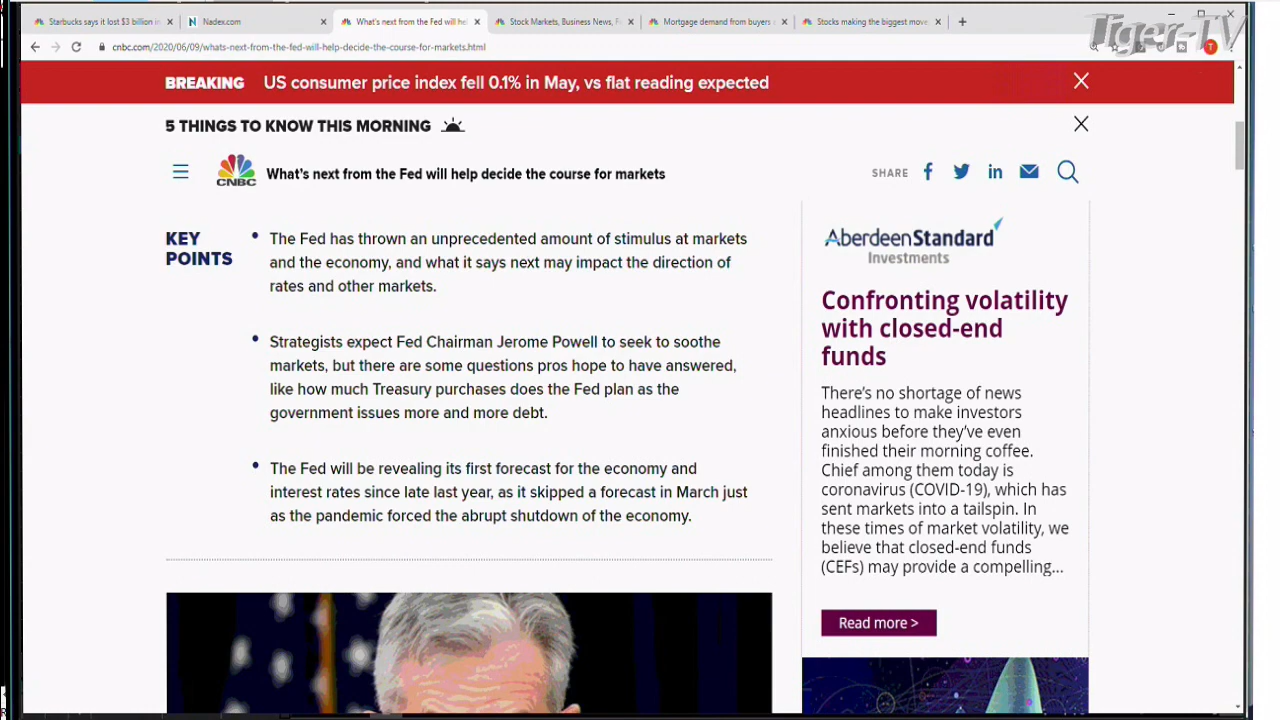 Starbucks says it lost $3 billion in
Nadex.com
What's next from the Fed will hel
Stock Markets, Business News, F
Mortgage demand from buyers
Stocks making the biggest move
Tiger-TV
cnbc.com/2020/06/09/whats-next-from-the-fed-will-help-decide-the-course-for-markets.html
T
BREAKING US consumer price index fell 0.1% in May, vs flat reading expected
5 THINGS TO KNOW THIS MORNING
CNBC
What's next from the Fed will help decide the course for markets
SHARE
KEY
POINTS
The Fed has thrown an unprecedented amount of stimulus at markets
and the economy, and what it says next may impact the direction of
rates and other markets.
Strategists expect Fed Chairman Jerome Powell to seek to soothe
markets, but there are some questions pros hope to have answered,
like how much Treasury purchases does the Fed plan as the
government issues more and more debt.
The Fed will be revealing its first forecast for the economy and
interest rates since late last year, as it skipped a forecast in March just
as the pandemic forced the abrupt shutdown of the economy.
AberdeenStandard
Investments
Confronting volatility
with closed-end
funds
There's no shortage of news
headlines to make investors
anxious before they've even
finished their morning coffee.
Chief among them today is
coronavirus (COVID-19), which has
sent markets into a tailspin. In
these times of market volatility, we
believe that closed-end funds
(CEFs) may provide a compelling...
Read more >